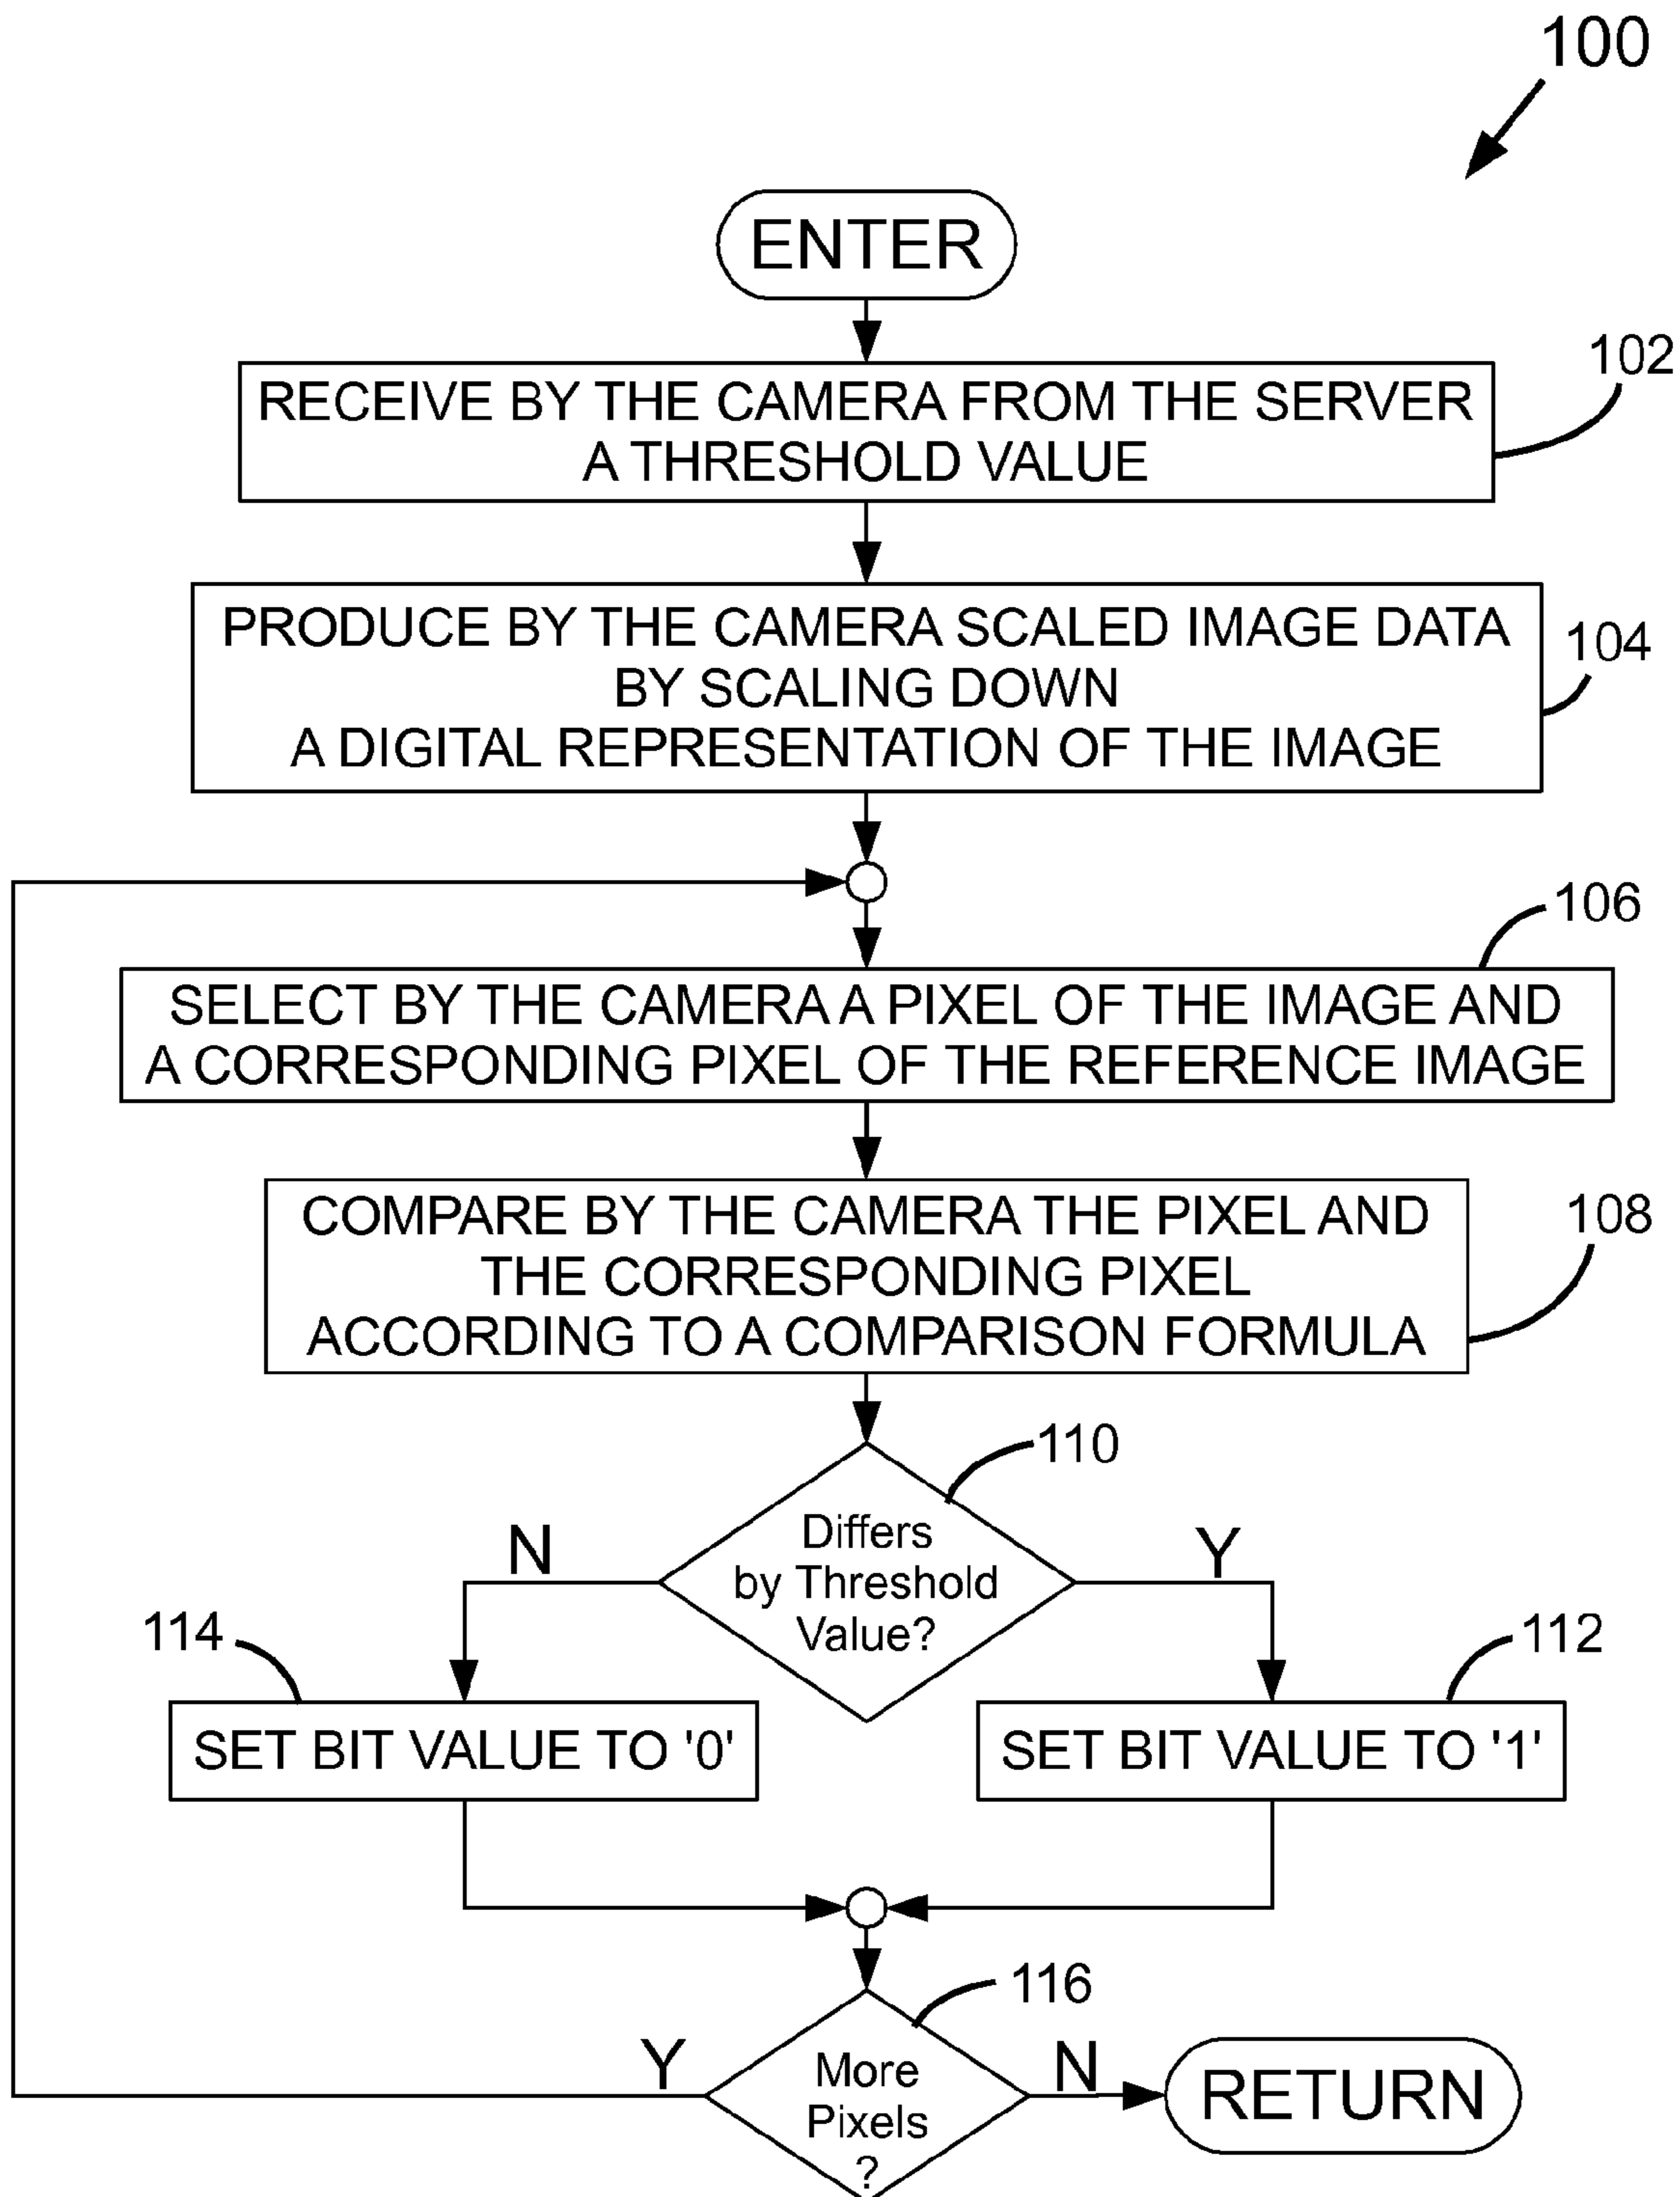 100
ENTER
102
RECEIVE BY THE CAMERA FROM THE SERVER
A THRESHOLD VALUE
104
PRODUCE BY THE CAMERA SCALED IMAGE DATA
BY SCALING DOWN
A DIGITAL REPRESENTATION OF THE IMAGE
106
SELECT BY THE CAMERA A PIXEL OF THE IMAGE AND
A CORRESPONDING PIXEL OF THE REFERENCE IMAGE
108
COMPARE BY THE CAMERA THE PIXEL AND
THE CORRESPONDING PIXEL
ACCORDING TO A COMPARISON FORMULA
110
Differs
by Threshold
Value?
N
Y
114
112
SET BIT VALUE TO '0'
SET BIT VALUE TO '1'
116
More
Pixels
?
Y
N
RETURN